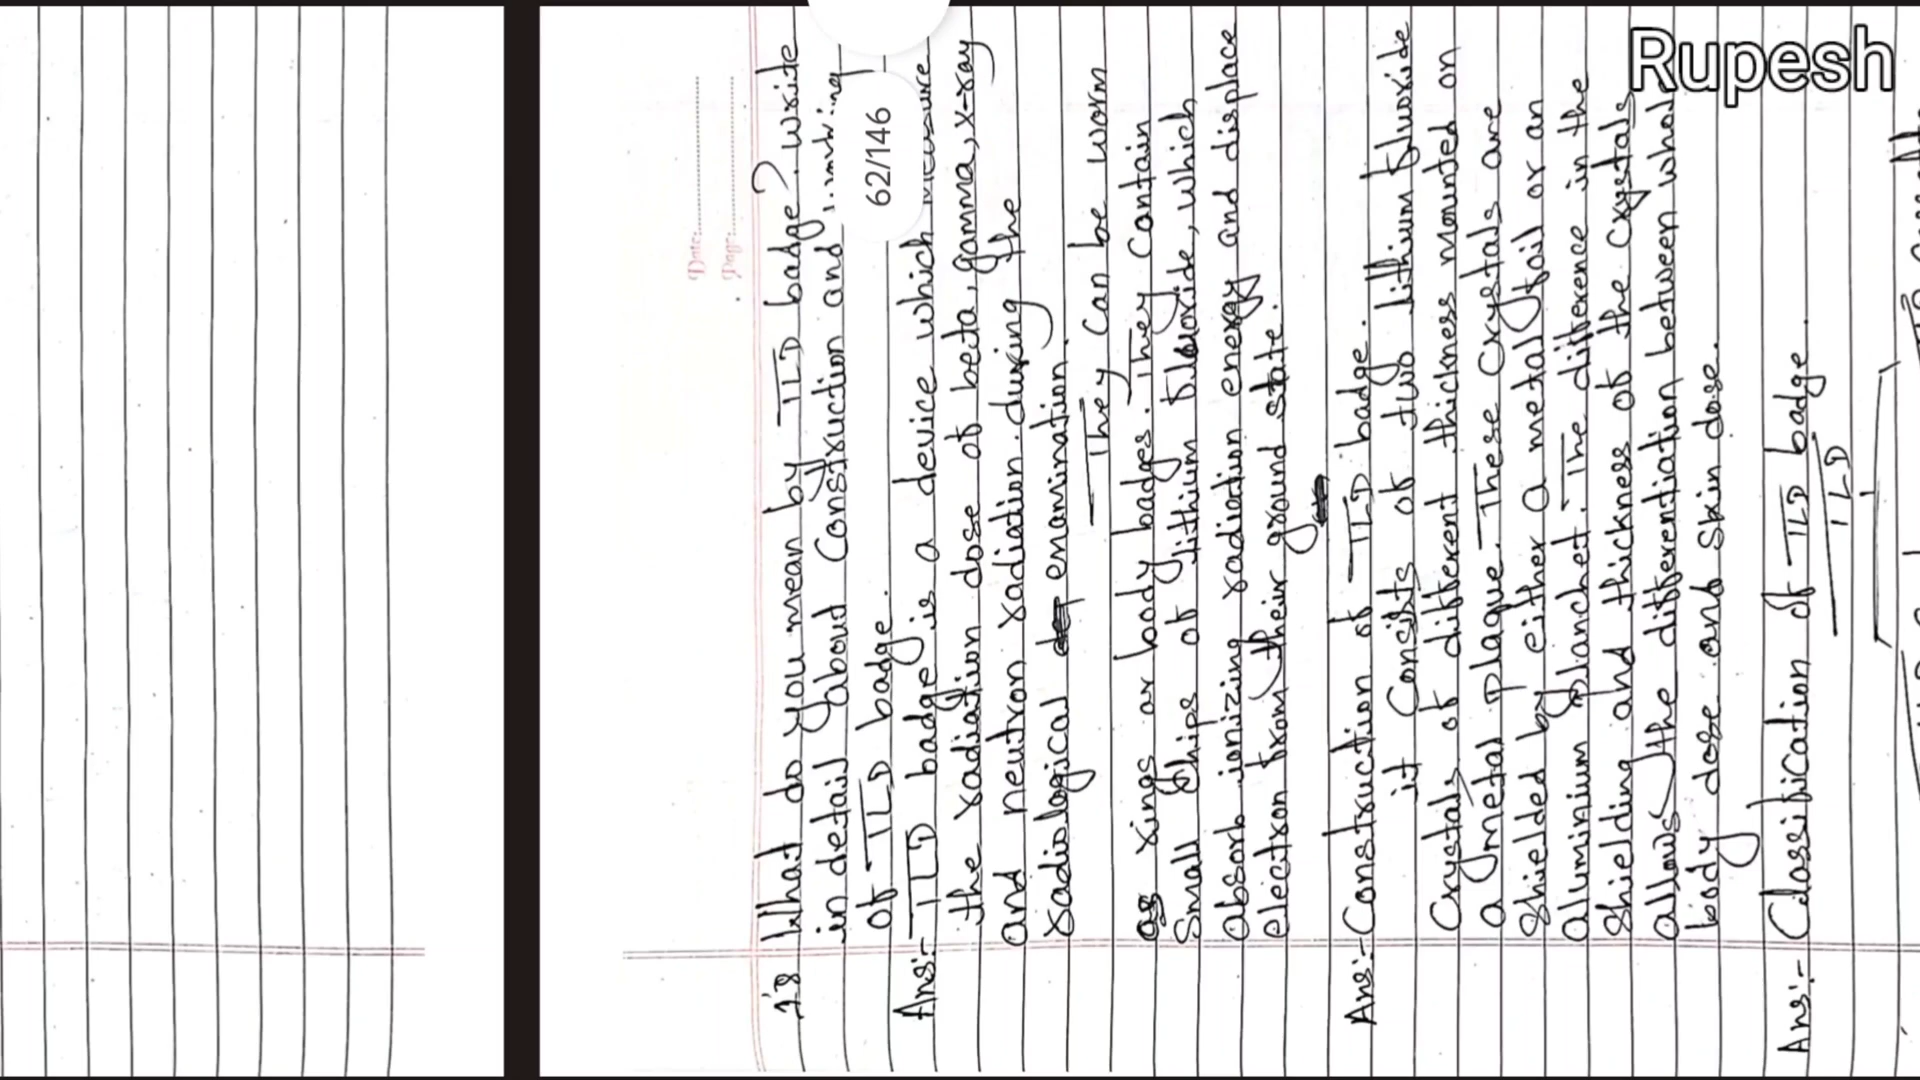 Rupesh
62/146
Date:
Page:
18 What do you mean by TLD badge? write
in detail about Construction and
of TLD badge.
Ans:- TLD badge is a device which measure
the radiation dose of beta, gamma, x-ray
and neutron radiation during the
radiological enamination.
They can be worm
as rings or body badges. They contain
Small chips of lithium fluoride, which
absorb ionizing radiation energy and displace
electron from their ground state.
Ans:- Construction of TLD badge.
it Consits of two lithium fluoride
Crystals of different thickness mounted on
a metal plaque. These Crystals are
Shielded by either a metal foil or an
aluminium planchet. The difference in the
Shielding and thickness of the Crystals
allows the differentiation between whole
body dose and Skin dose.
Ans:- Classification of TLD badge.
TLD